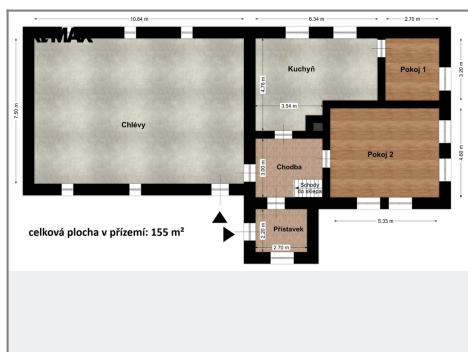 10.84 m
6.34 m
2.70 m
RE/MAX
Kuchyň
Pokoj 1
4.76 m
3.20 m
7.50 m
3.54 m
Chlévy
Pokoj 2
3.00 m
Chodba
4.60 m
Schody
do sklepa
celková plocha v přízemí: 155 m²
2.20 m
Přístavek
5.33 m
2.70 m